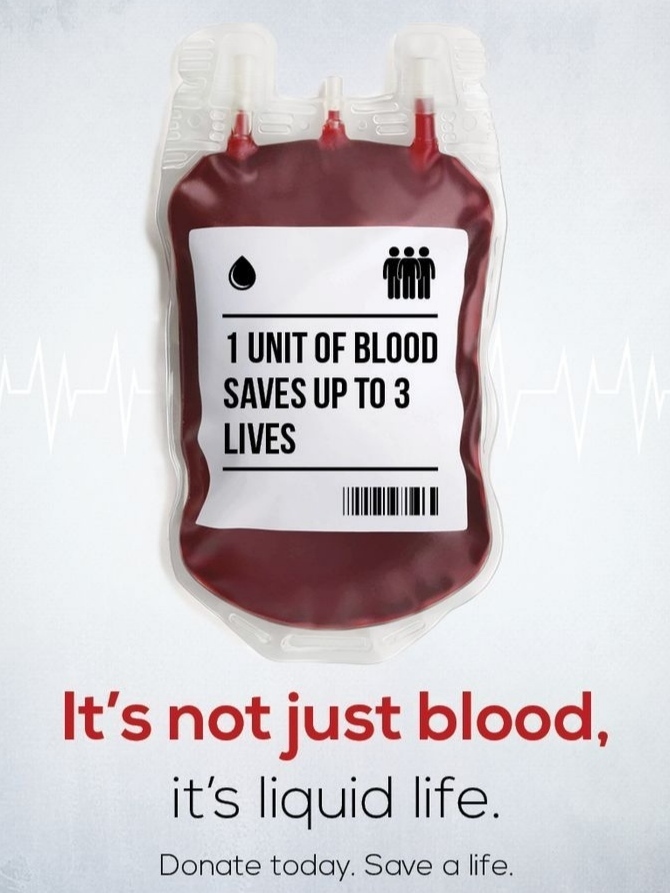 1 UNIT OF BLOOD
SAVES UP TO 3
LIVES
It's not just blood,
it's liquid life.
Donate today. Save a life.